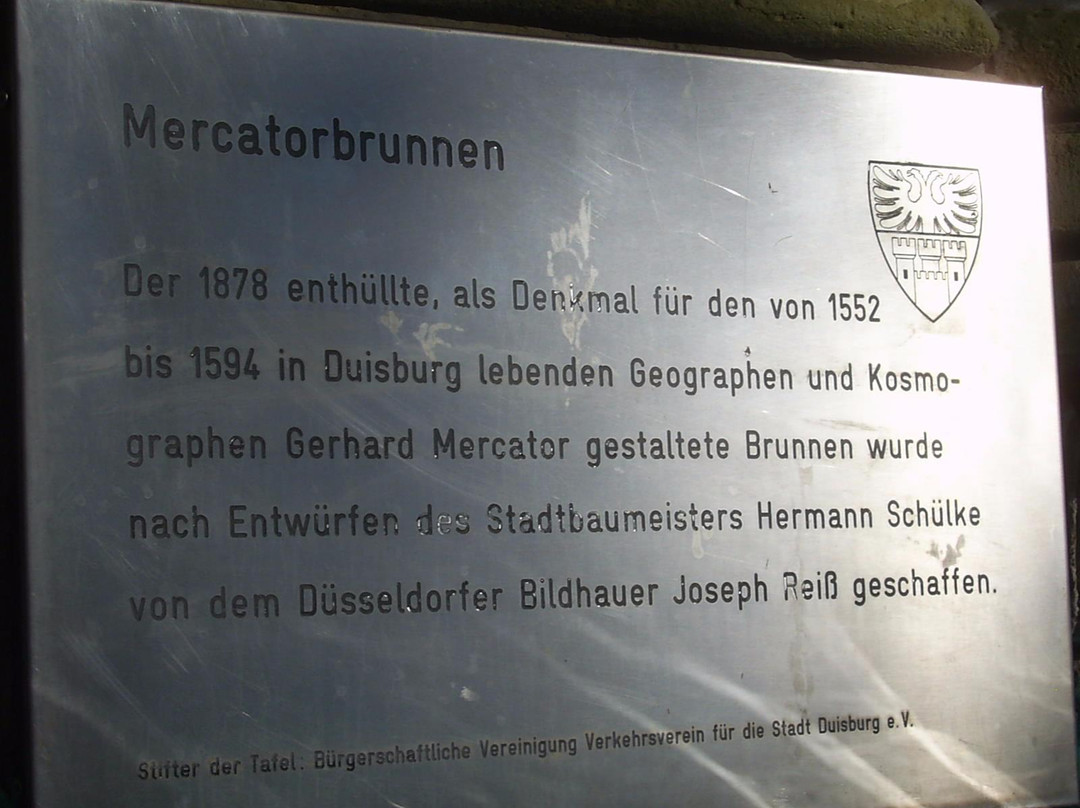 Mercatorbrunnen
Der 1878 enthüllte, als Denkmal für den von 1552
bis 1594 in Duisburg lebenden Geographen und Kosmo-
graphen Gerhard Mercator gestaltete Brunnen wurde
nach Entwürfen des Stadtbaumeisters Hermann Schülke
von dem Düsseldorfer Bildhauer Joseph Reiß geschaffen.
Stifter der Tafel: Bürgerschaftliche Vereinigung Verkehrsverein für die Stadt Duisburg e.V.